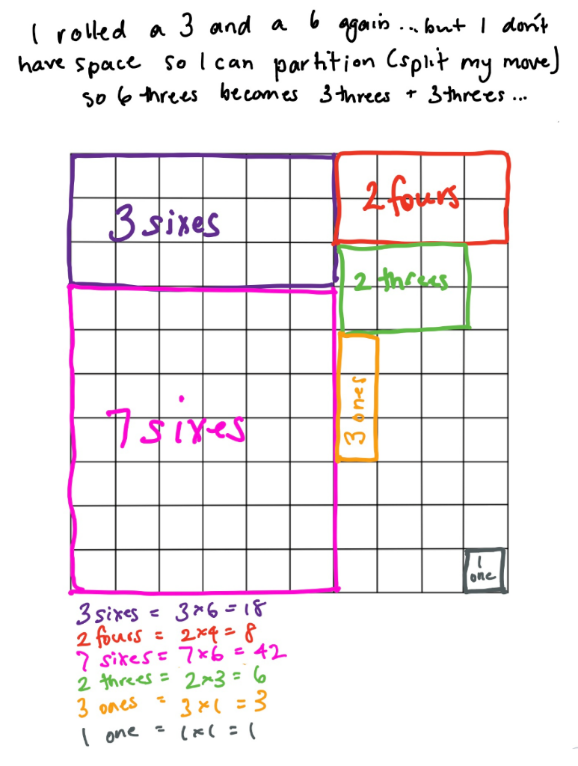 I rolled a 3 and a 6 again...but I don't
have space so I can partition (split my move)
so 6 threes becomes 3 threes + 3 threes...
3 sixes
2 fours
2 threes
7 sixes
3 ones
1
one
3 sixes = 3×6=18
2 fours = 2×4=8
7 sixes = 7×6=42
2 threes = 2×3=6
3 ones = 3×1=3
1 one = 1×1=1